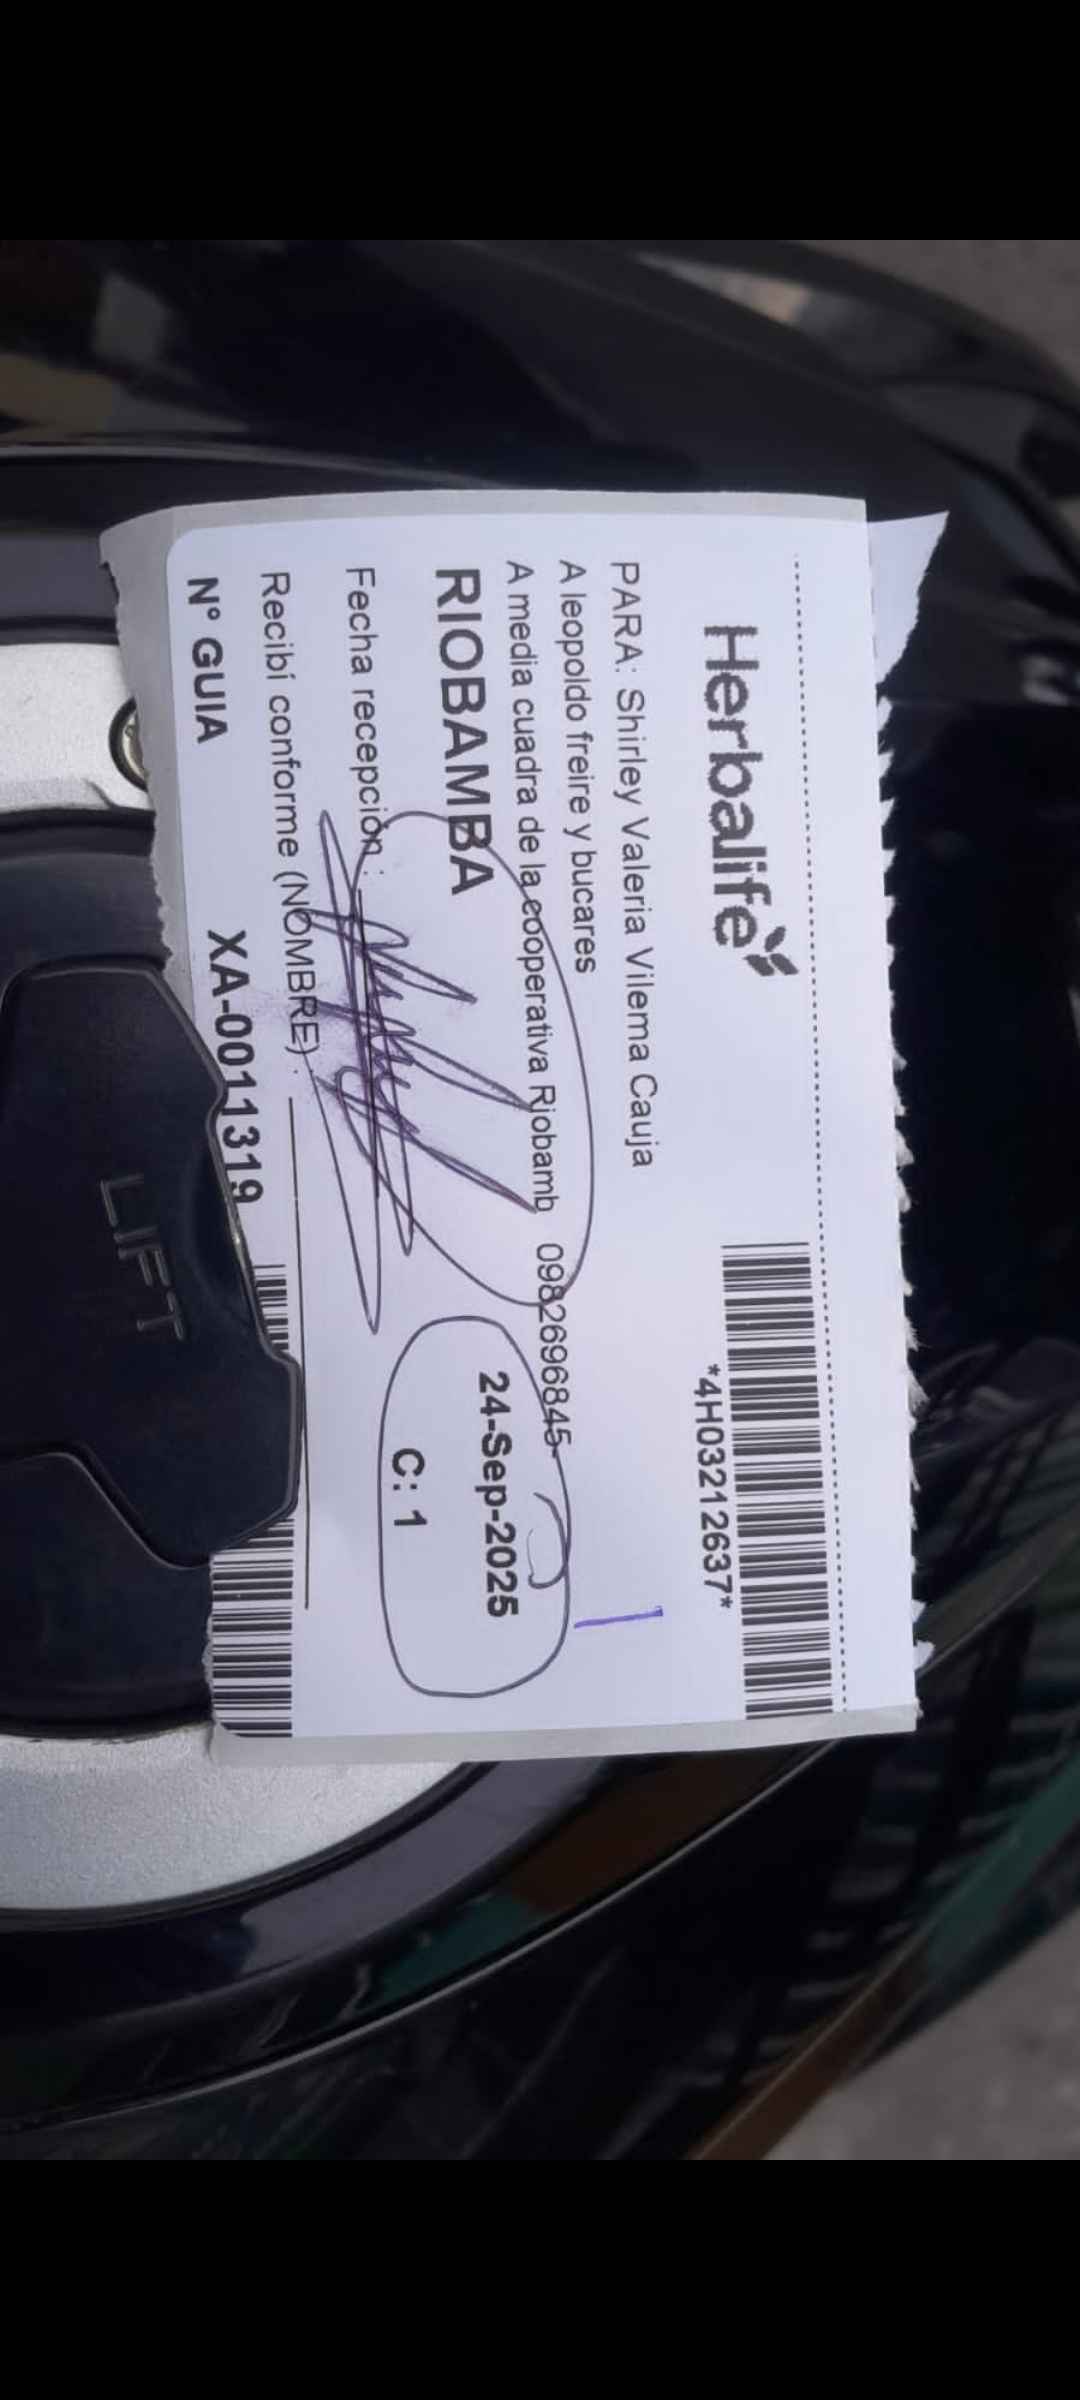 Herbalife
*4H03212637*
PARA: Shirley Valeria Vilema Cauja
A leopoldo freire y bucares
A media cuadra de la cooperativa Riobamb 0982696845
RIOBAMBA
24-Sep-2025
C: 1
Fecha recepción :
Recibí conforme (NOMBRE) :
N° GUIA XA-0011319
LIFT